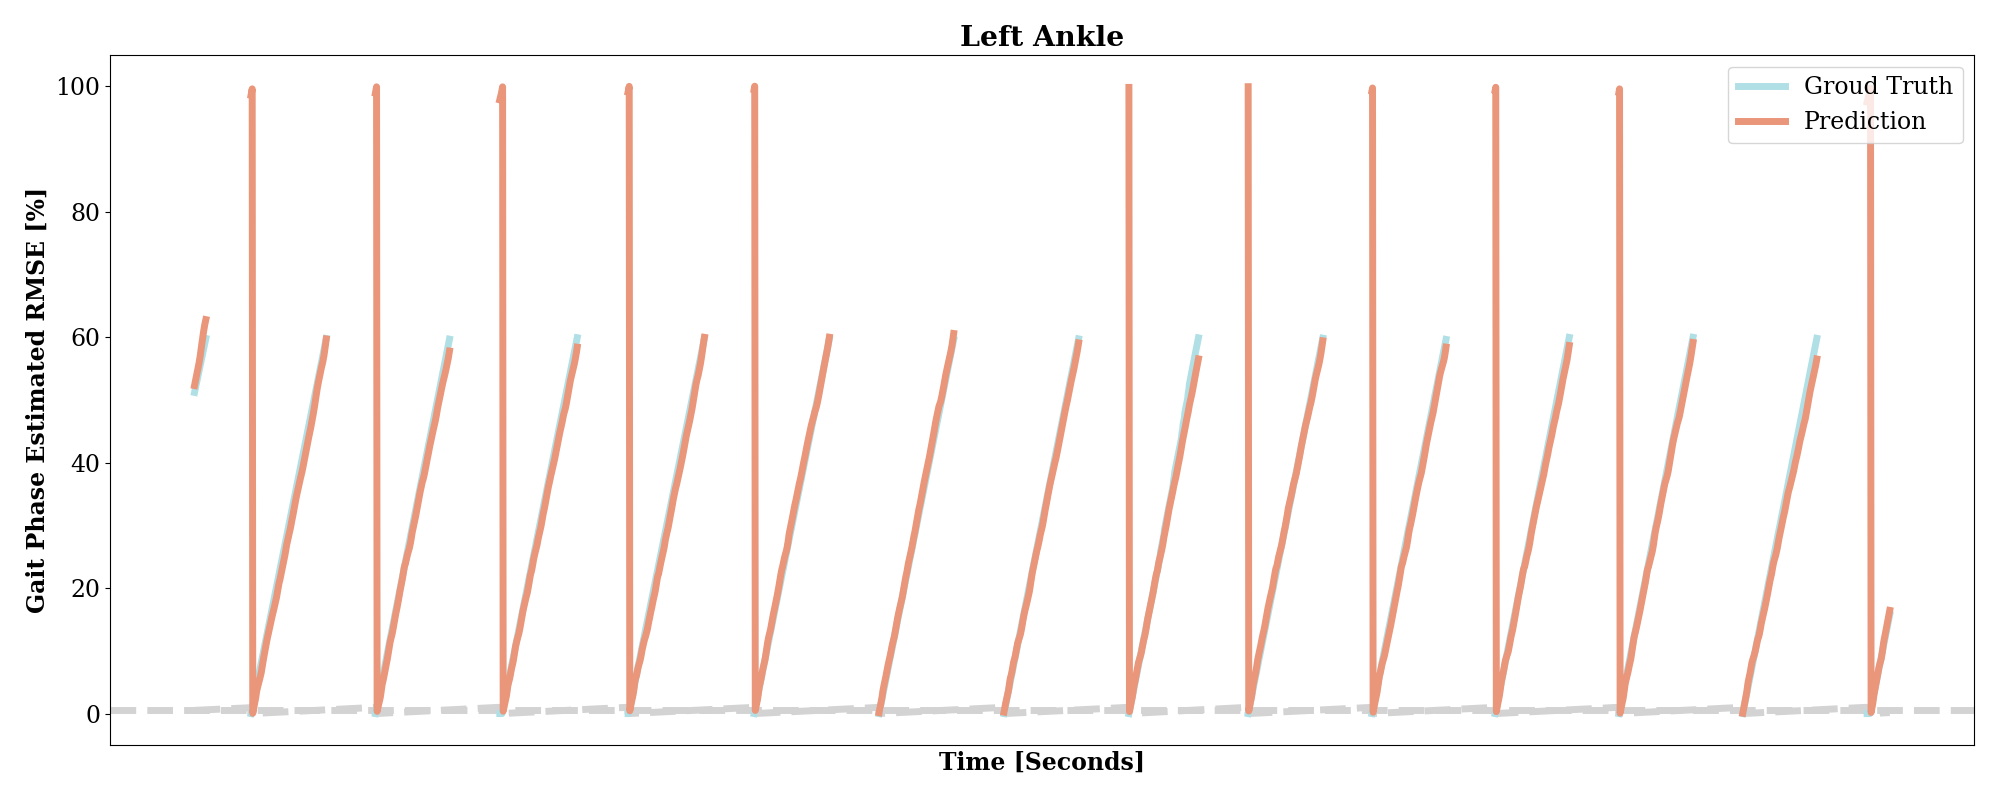 Left Ankle
Gait Phase Estimated RMSE [%]
100
80
60
40
20
0
Groud Truth
Prediction
Time [Seconds]